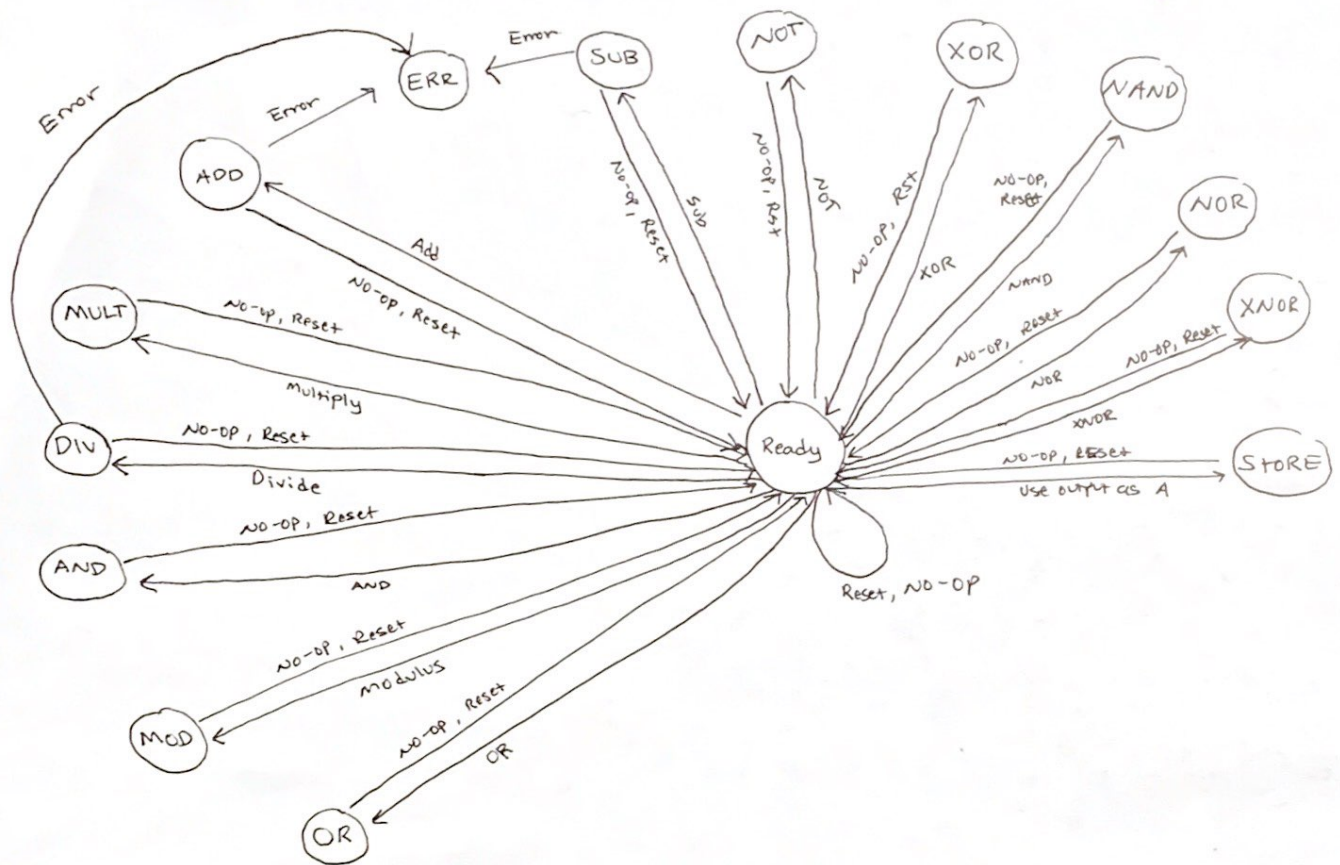 Error
ERR
Error
SUB
NOT
XOR
NAND
Error
ADD
NOR
XNOR
MULT
DIV
AND
MOD
OR
STORE
Ready
Add
No-op, Reset
No-op, Reset
Sub
No-op, Rst
NOT
No-op, Rst
XOR
No-op,
Reset
NAND
No-op, Reset
NOR
No-op, Reset
XNOR
No-op, Reset
Use output as A
No-op, Reset
Multiply
No-op, Reset
Divide
No-op, Reset
AND
No-op, Reset
Modulus
No-op, Reset
OR
Reset, No-op